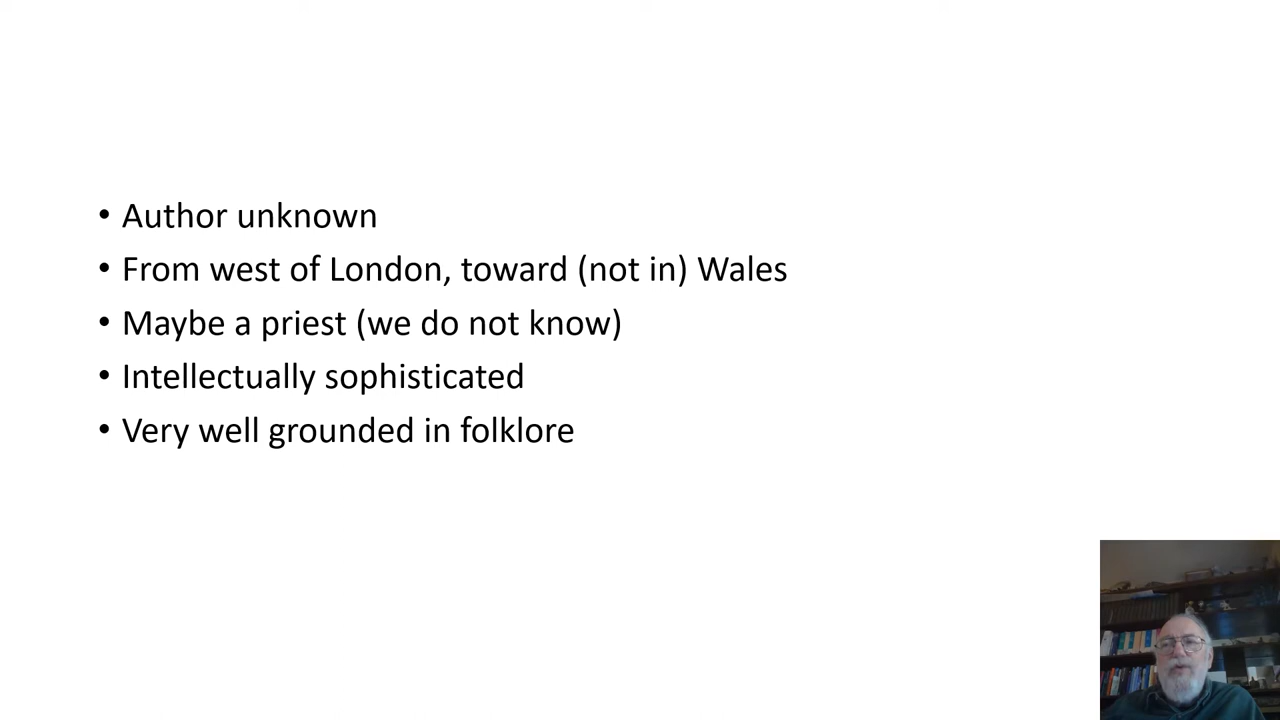 • Author unknown
• From west of London, toward (not in) Wales
• Maybe a priest (we do not know)
• Intellectually sophisticated
• Very well grounded in folklore